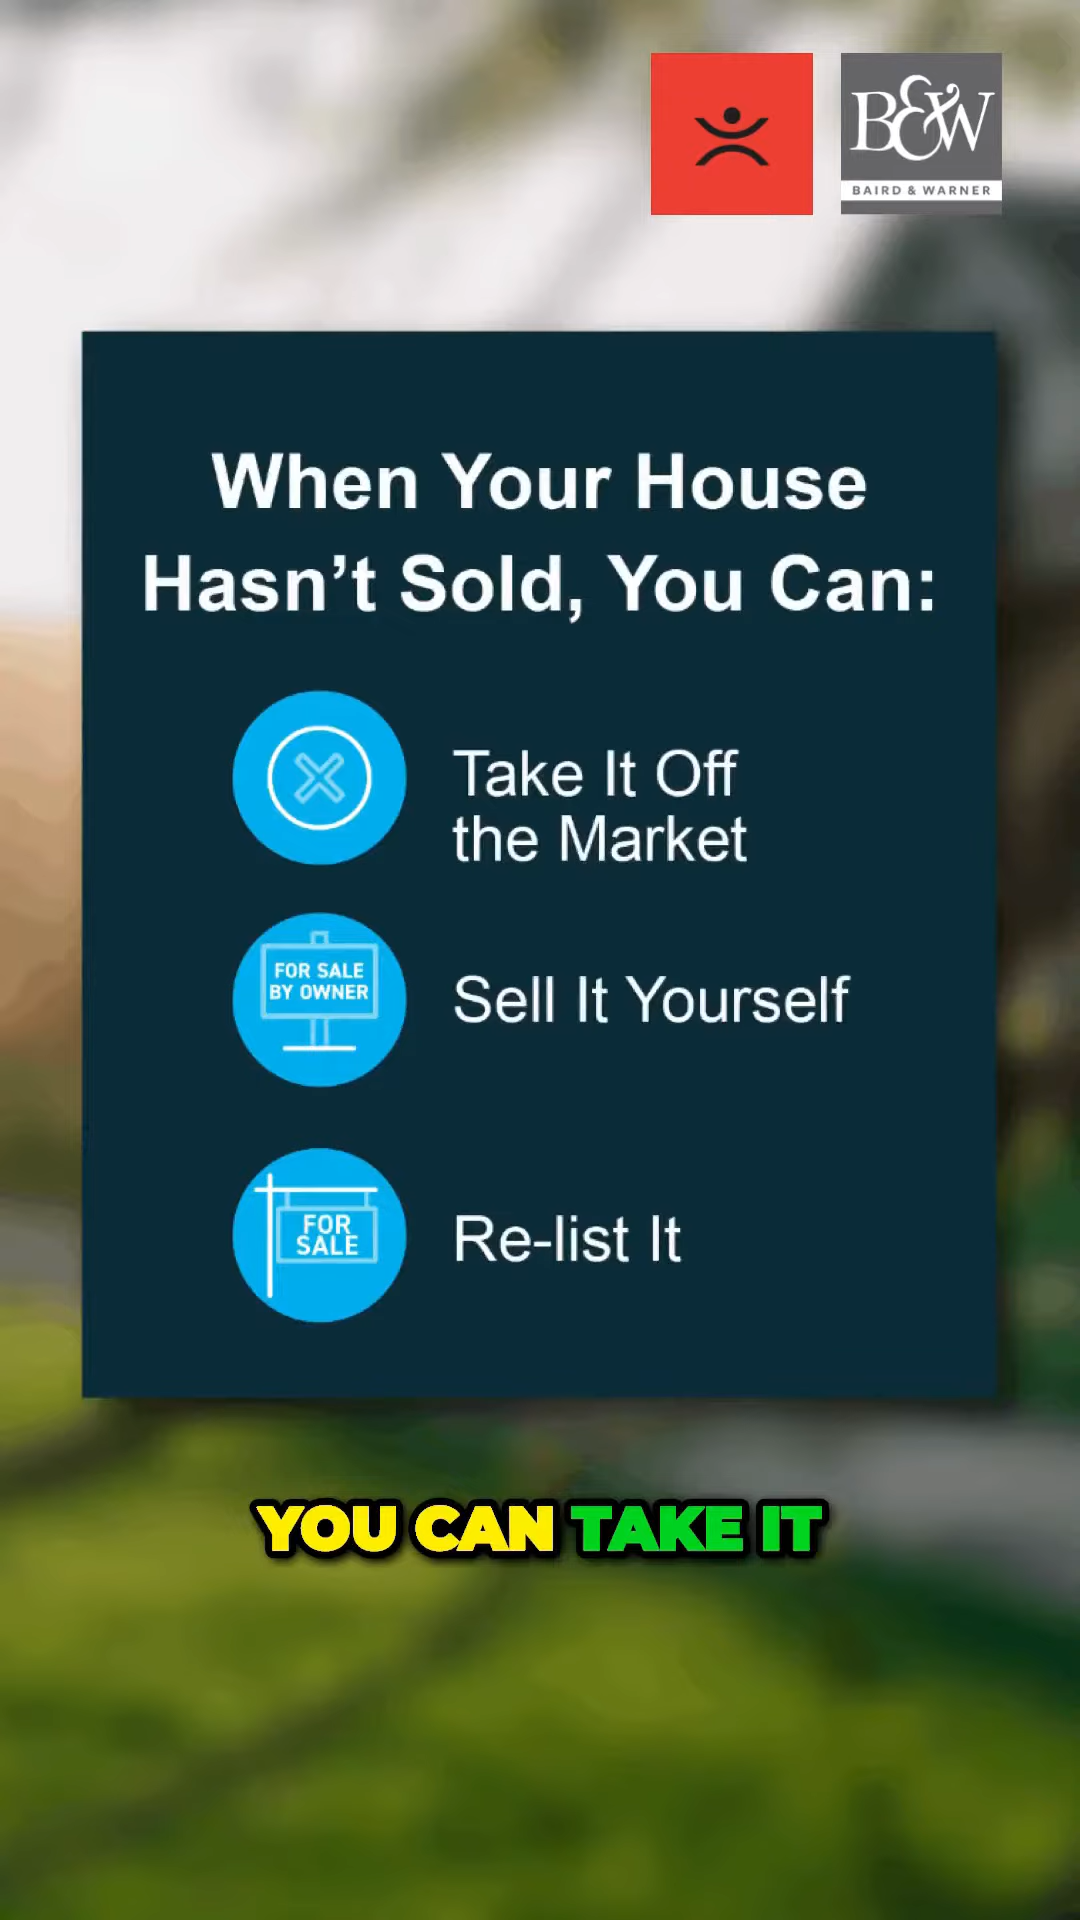 B&W
BAIRD & WARNER
When Your House
Hasn’t Sold, You Can:
Take It Off
the Market
FOR SALE
BY OWNER
Sell It Yourself
FOR
SALE
Re-list It
YOU CAN TAKE IT